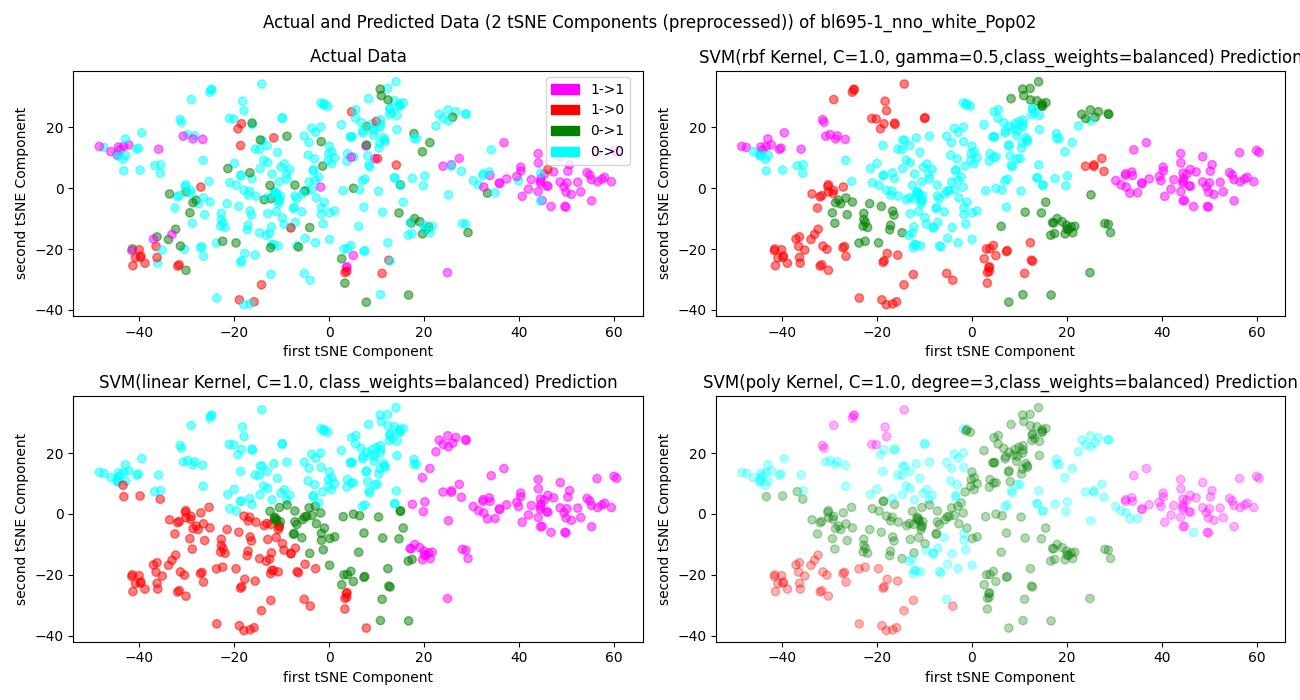 Actual and Predicted Data (2 tSNE Components (preprocessed)) of bl695-1_nno_white_Pop02
Actual Data
second tSNE Component
20
0
−20
−40
1->1
1->0
0->1
0->0
−40 −20 0 20 40 60
first tSNE Component
SVM(rbf Kernel, C=1.0, gamma=0.5,class_weights=balanced) Prediction
second tSNE Component
20
0
−20
−40
−40 −20 0 20 40 60
first tSNE Component
SVM(linear Kernel, C=1.0, class_weights=balanced) Prediction
second tSNE Component
20
0
−20
−40
−40 −20 0 20 40 60
first tSNE Component
SVM(poly Kernel, C=1.0, degree=3,class_weights=balanced) Prediction
second tSNE Component
20
0
−20
−40
−40 −20 0 20 40 60
first tSNE Component